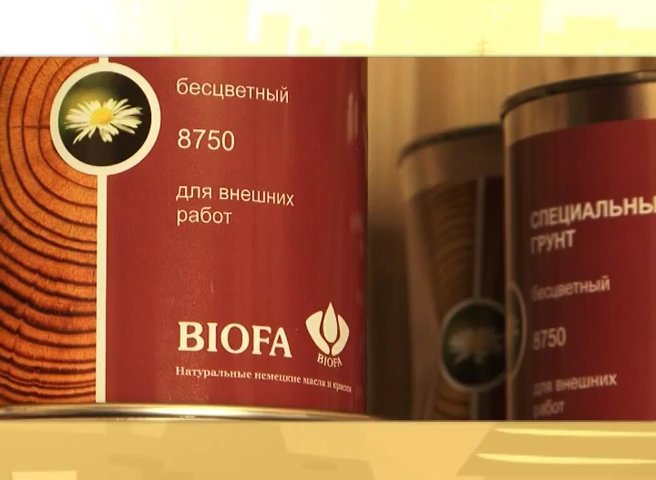 бесцветный
8750
для внешних
работ
BIOFA
BIOFA
Натуральные немецкие масла и краски
СПЕЦИАЛЬНЫ
ГРУНТ
бесцветный
8750
для внешних
работ